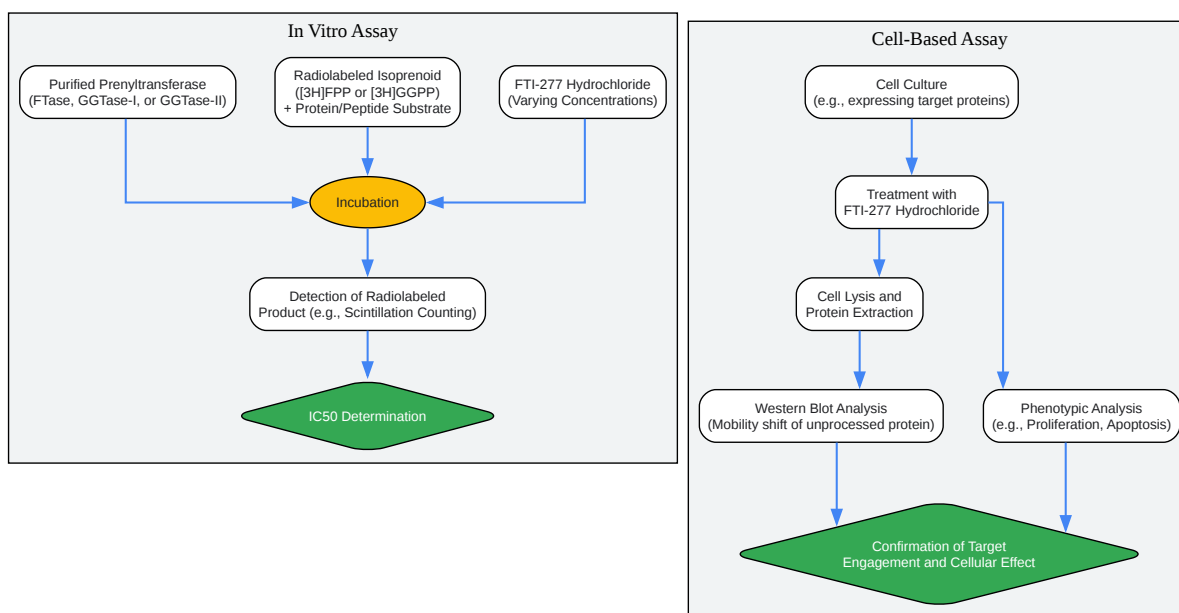 In Vitro Assay
Purified Prenyltransferase
(FTase, GGTase-I, or GGTase-II)
Radiolabeled Isoprenoid
([3H]FPP or [3H]GGPP)
+ Protein/Peptide Substrate
FTI-277 Hydrochloride
(Varying Concentrations)
Incubation
Detection of Radiolabeled
Product (e.g., Scintillation Counting)
IC50 Determination
Cell-Based Assay
Cell Culture
(e.g., expressing target proteins)
Treatment with
FTI-277 Hydrochloride
Cell Lysis and
Protein Extraction
Western Blot Analysis
(Mobility shift of unprocessed protein)
Phenotypic Analysis
(e.g., Proliferation, Apoptosis)
Confirmation of Target
Engagement and Cellular Effect